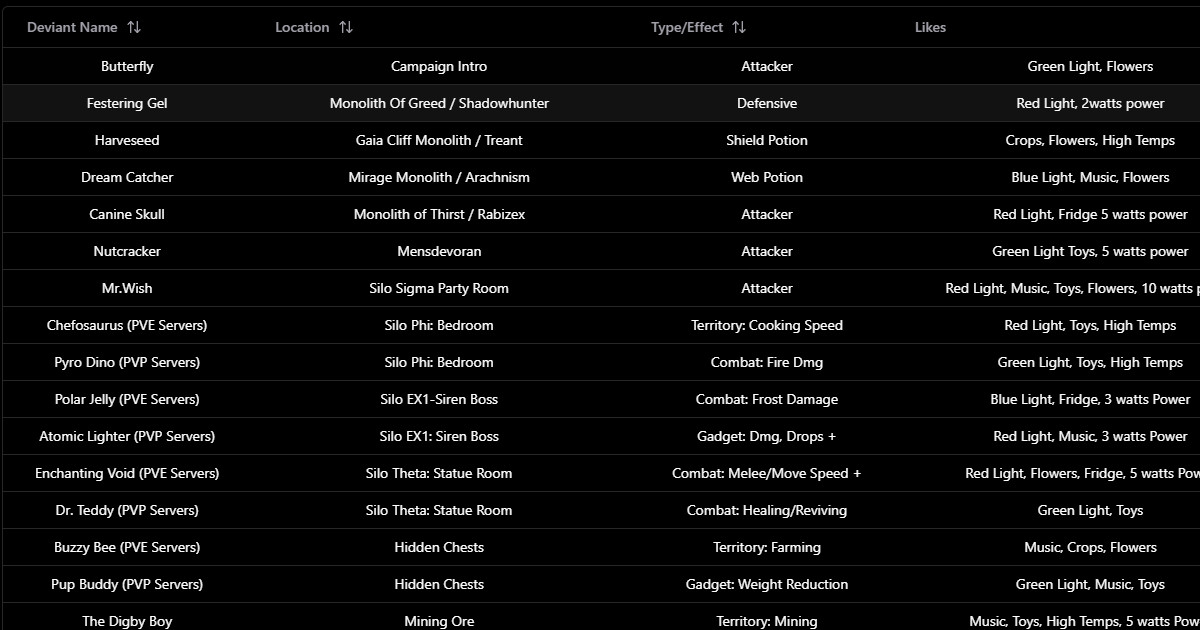 Deviant Name Location Type/Effect Likes
Butterfly Campaign Intro Attacker Green Light, Flowers
Festering Gel Monolith Of Greed / Shadowhunter Defensive Red Light, 2watts power
Harveseed Gaia Cliff Monolith / Treant Shield Potion Crops, Flowers, High Temps
Dream Catcher Mirage Monolith / Arachnism Web Potion Blue Light, Music, Flowers
Canine Skull Monolith of Thirst / Rabizex Attacker Red Light, Fridge 5 watts power
Nutcracker Mensdevoran Attacker Green Light Toys, 5 watts power
Mr.Wish Silo Sigma Party Room Attacker Red Light, Music, Toys, Flowers, 10 watts
Chefosaurus (PVE Servers) Silo Phi: Bedroom Territory: Cooking Speed Red Light, Toys, High Temps
Pyro Dino (PVP Servers) Silo Phi: Bedroom Combat: Fire Dmg Green Light, Toys, High Temps
Polar Jelly (PVE Servers) Silo EX1-Siren Boss Combat: Frost Damage Blue Light, Fridge, 3 watts Power
Atomic Lighter (PVP Servers) Silo EX1: Siren Boss Gadget: Dmg, Drops + Red Light, Music, 3 watts Power
Enchanting Void (PVE Servers) Silo Theta: Statue Room Combat: Melee/Move Speed + Red Light, Flowers, Fridge, 5 watts
Dr. Teddy (PVP Servers) Silo Theta: Statue Room Combat: Healing/Reviving Green Light, Toys
Buzzy Bee (PVE Servers) Hidden Chests Territory: Farming Music, Crops, Flowers
Pup Buddy (PVP Servers) Hidden Chests Gadget: Weight Reduction Green Light, Music, Toys
The Digby Boy Mining Ore Territory: Mining Music, Toys, High Temps, 5 watts